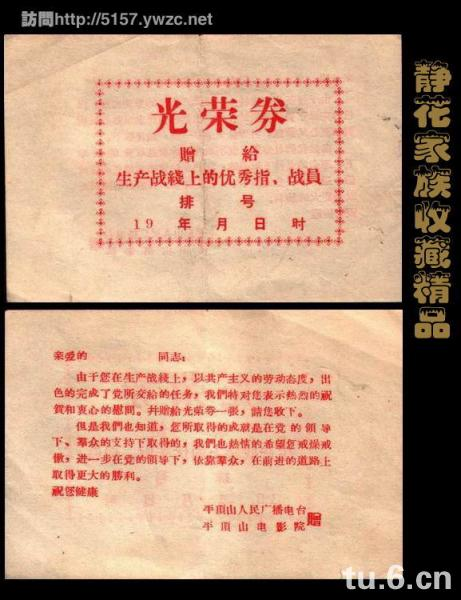 訪問http://5157.ywzc.net
光荣券
贈 給
生产战綫上的优秀指、战員
排 号
19 年 月 日 时
靜花家族收藏精品
亲爱的 同志：
由于您在生产战綫上，以共产主义的劳动态度，出
色的完成了党所交給的任务，我們特对您表示热烈的祝
賀和衷心的慰問。并贈給光荣券一张，請您收下。
但是我們也知道，您所取得的成就是在党的領导
下、羣众的支持下取得的，我們也热情的希望您戒燥戒
傲，进一步在党的領导下，依靠羣众，在前进的道路上
取得更大的勝利。
祝您健康
平頂山人民广播电台
平頂山电影院 贈
tu.6.cn